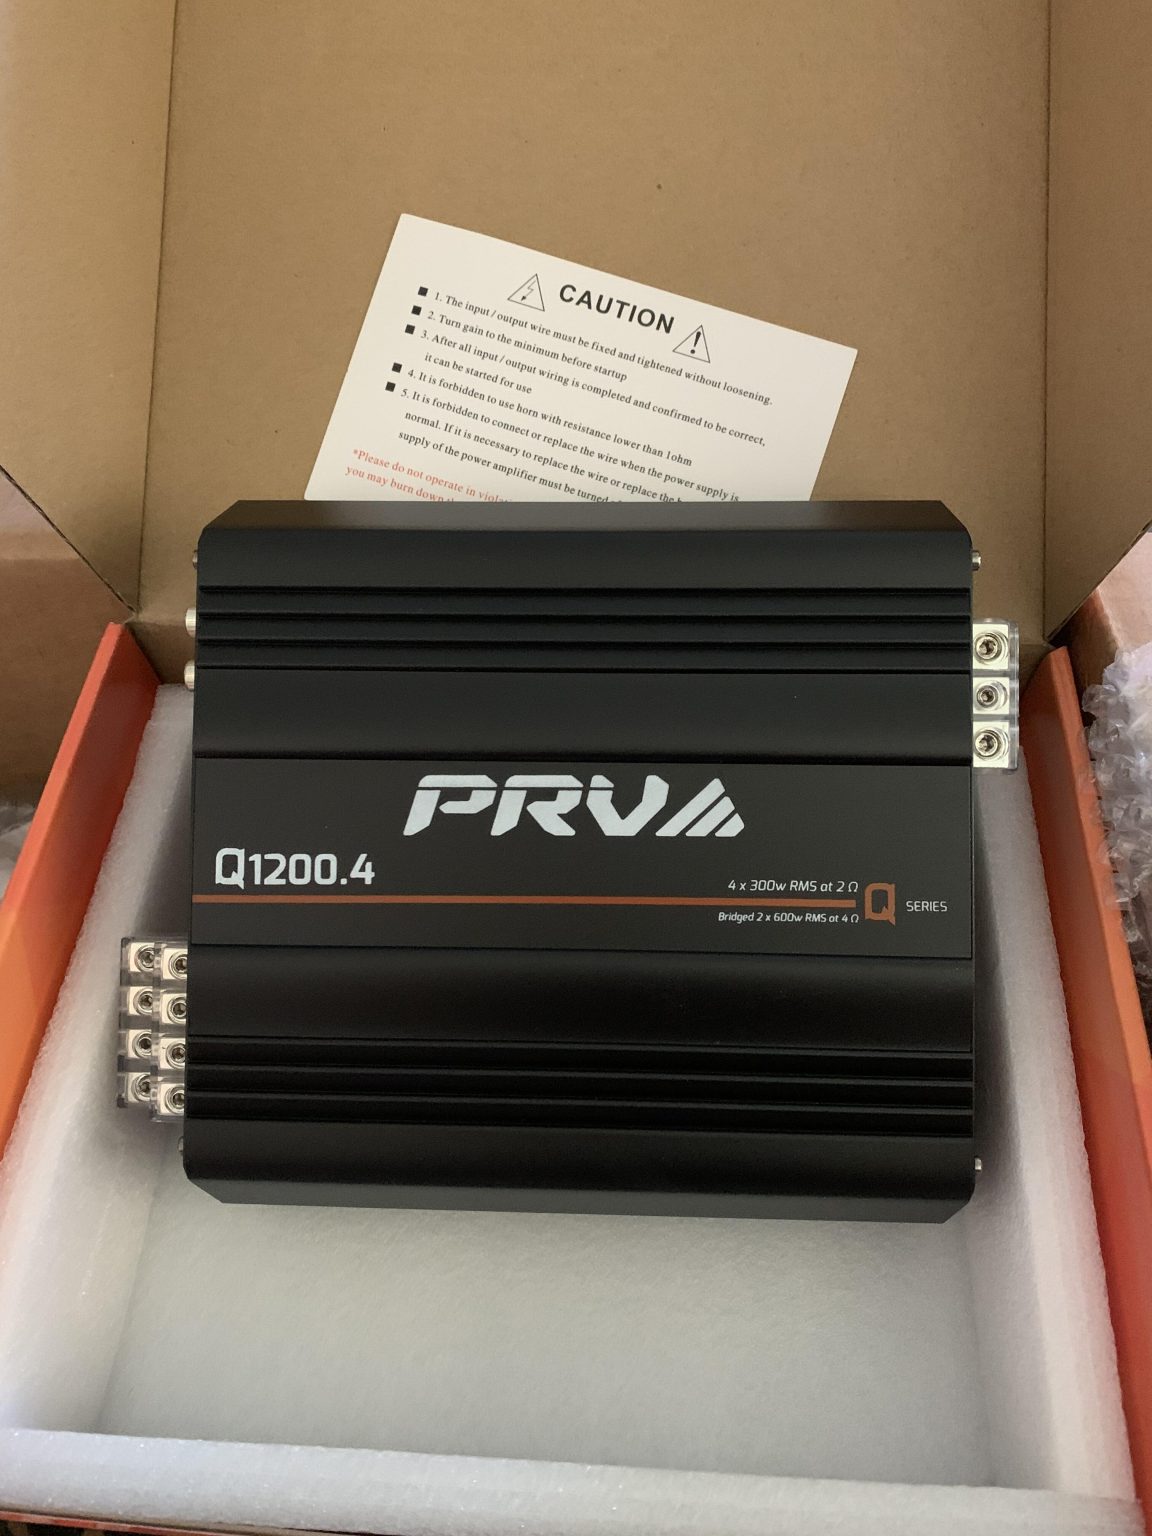 CAUTION
1. The input / output wire must be fixed and tightened without loosening.
2. Turn gain to the minimum before startup
3. After all input / output wiring is completed and confirmed to be correct,
it can be started for use
4. It is forbidden to use horn with resistance lower than 1ohm
5. It is forbidden to connect or replace the wire when the power supply is
normal. If it is necessary to replace the wire or replace the
supply of the power amplifier must be turned
*Please do not operate in
you may burn down
PRV
Q1200.4
4 x 300w RMS at 2 Ω
Bridged 2 x 600w RMS at 4 Ω
Q SERIES